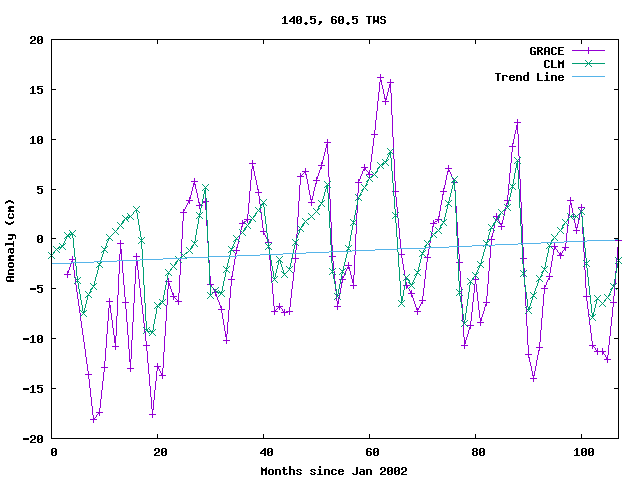 140.5, 60.5 TWS
GRACE
CLM
Trend Line
20
15
10
5
0
-5
-10
-15
-20
Anomaly (cm)
0 20 40 60 80 100
Months since Jan 2002